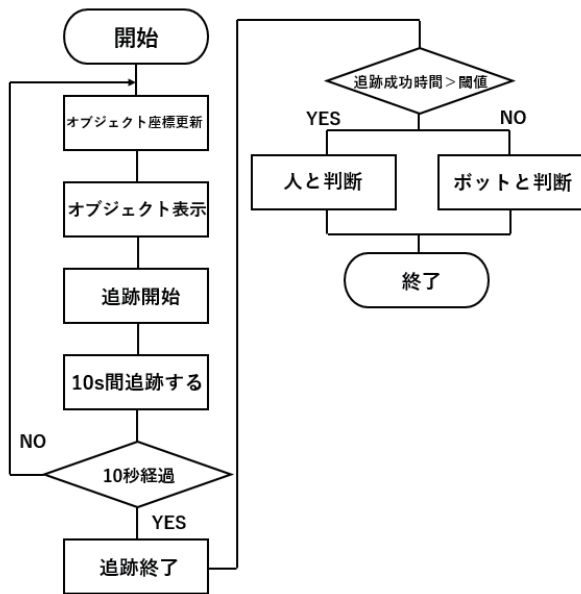 開始
オブジェクト座標更新
オブジェクト表示
追跡開始
10s間追跡する
NO
10秒経過
YES
追跡終了
追跡成功時間＞閾値
YES
NO
人と判断
ボットと判断
終了